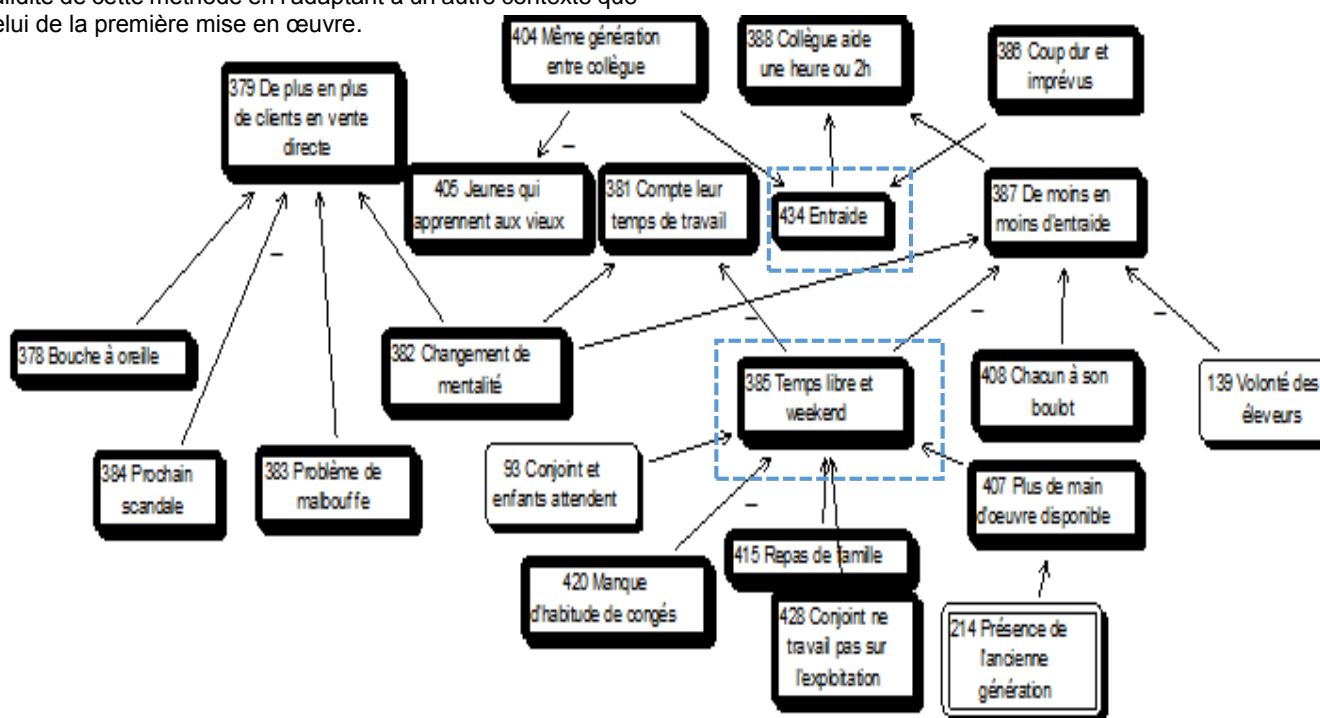 alidité de cette méthode en l'adaptant à un autre contexte que
elui de la première mise en œuvre.
404 Même génération
entre collègue
388 Collègue aide
une heure ou 2h
386 Coup dur et
imprévus
379 De plus en plus
de clients en vente
directe
405 Jeunes qui
apprennent aux vieux
381 Compte leur
temps de travail
434 Entraide
387 De moins en
moins d'entraide
–
–
–
–
–
378 Bouche à oreille
382 Changement de
mentalité
385 Temps libre et
weekend
408 Chacun à son
boulot
139 Volonté des
éleveurs
384 Prochain
scandale
383 Problème de
malbouffe
93 Conjoint et
enfants attendent
407 Plus de main
d'oeuvre disponible
–
415 Repas de famille
420 Manque
d'habitude de congés
428 Conjoint ne
travail pas sur
l'exploitation
214 Présence de
l'ancienne
génération